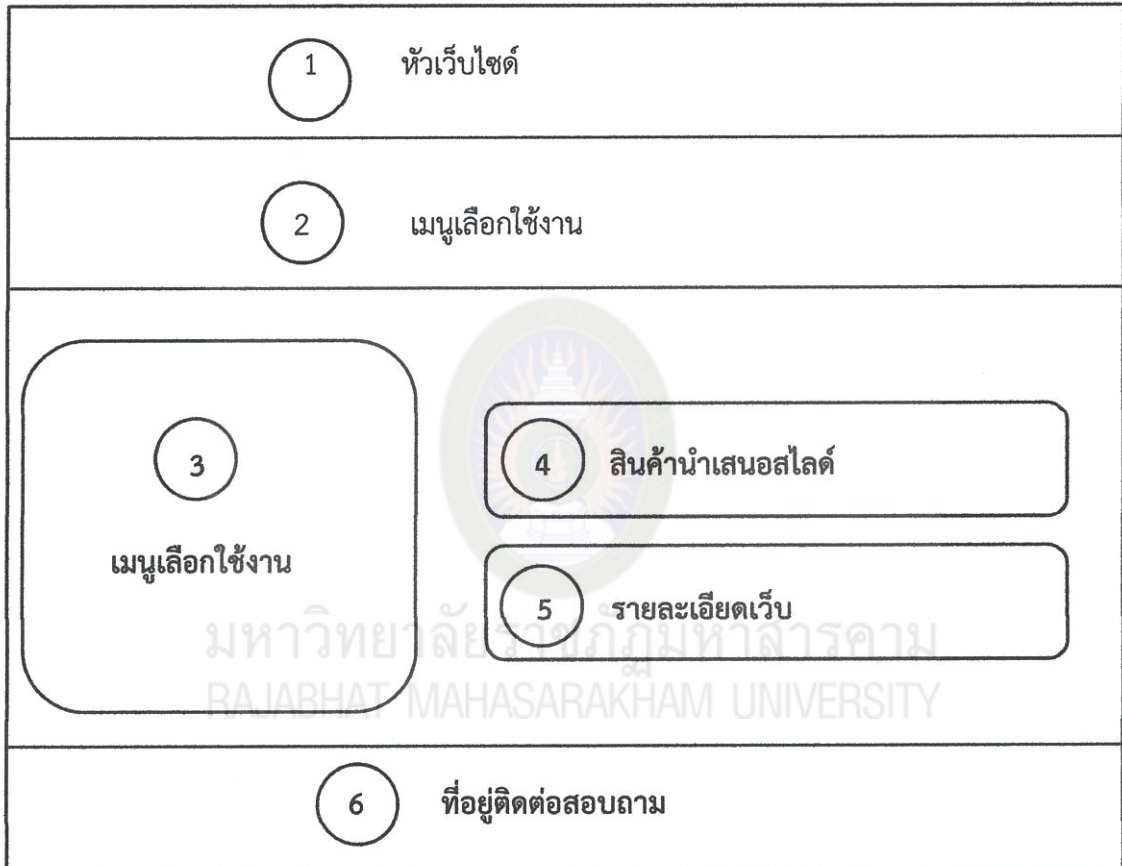 1 หัวเว็บไซด์
2 เมนูเลือกใช้งาน
3
เมนูเลือกใช้งาน
4 สินค้านำเสนอสไลด์
5 รายละเอียดเว็บ
มหาวิทยาลัยราชภัฏมหาสารคาม
RAJABHAT MAHASARAKHAM UNIVERSITY
6 ที่อยู่ติดต่อสอบถาม